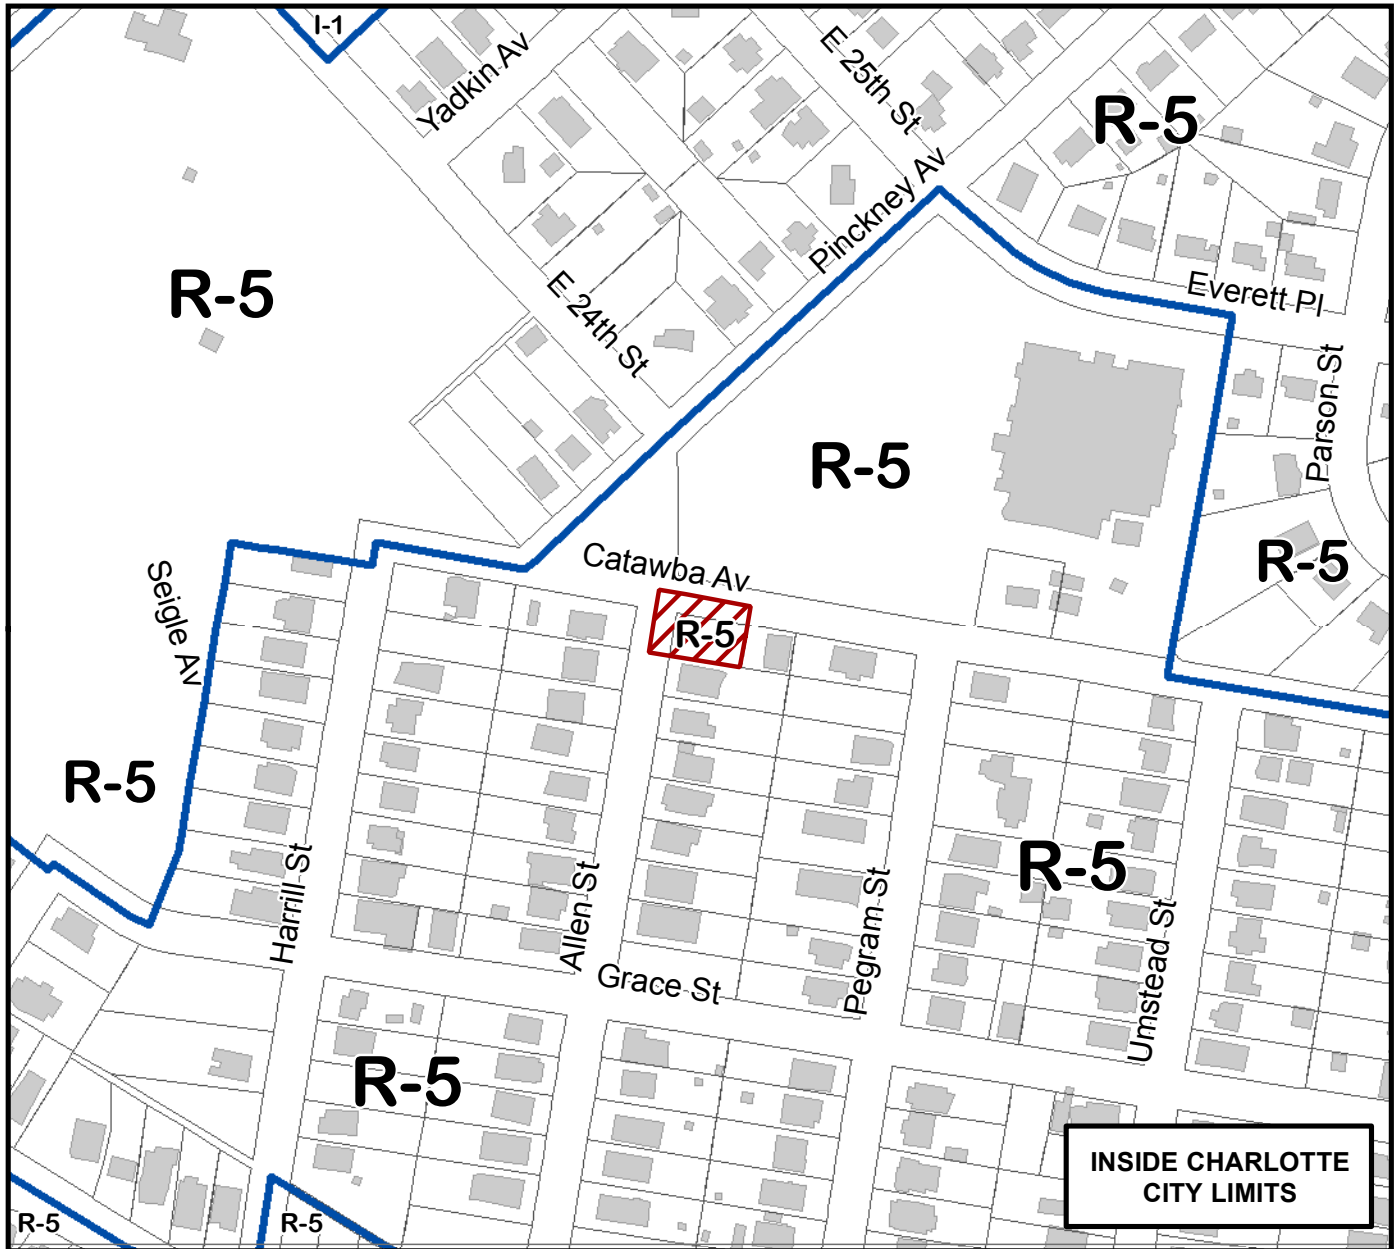 I-1
Yadkin Av
E 25th St
R-5
Pinckney Av
R-5
E 24th St
Everett Pl
Parson St
R-5
Catawba Av
R-5
Seigle Av
R-5
R-5
Harrill St
Allen St
Pegram St
R-5
Umstead St
Grace St
R-5
INSIDE CHARLOTTE
CITY LIMITS
R-5
R-5